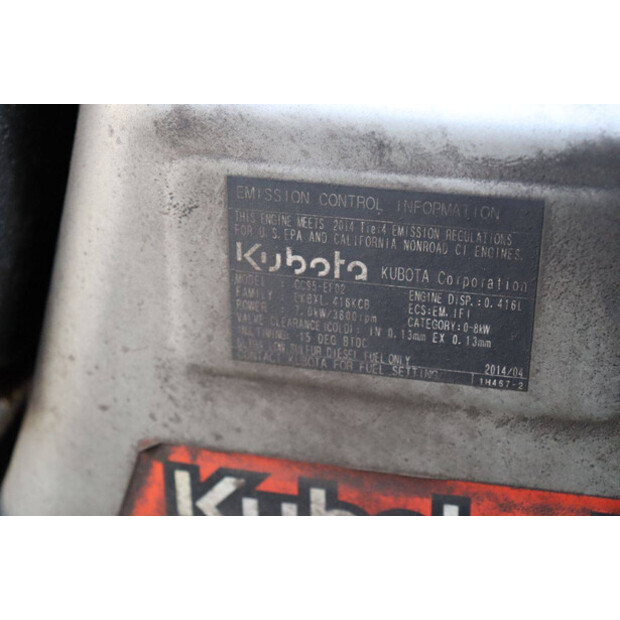 EMISSION CONTROL INFORMATION
THIS ENGINE MEETS 2014 Tier4 EMISSION REGULATIONS
FOR U.S. EPA AND CALIFORNIA NONROAD CI ENGINES.
Kubota KUBOTA Corporation
MODEL : OC95-EF02 ENGINE DISP.: 0.416L
FAMILY : EKBXL.416KCB ECS:EM,IFI
POWER : 7.0kW/3600rpm CATEGORY: 0-8kW
VALVE CLEARANCE(COLD): IN 0.13mm EX 0.13mm
INJ.TIMING: 15 DEG BTDC
SULFUR DIESEL FUEL ONLY
CONTACT KUBOTA FOR FUEL SETTING. 2014/04
1H467-2
Kubota